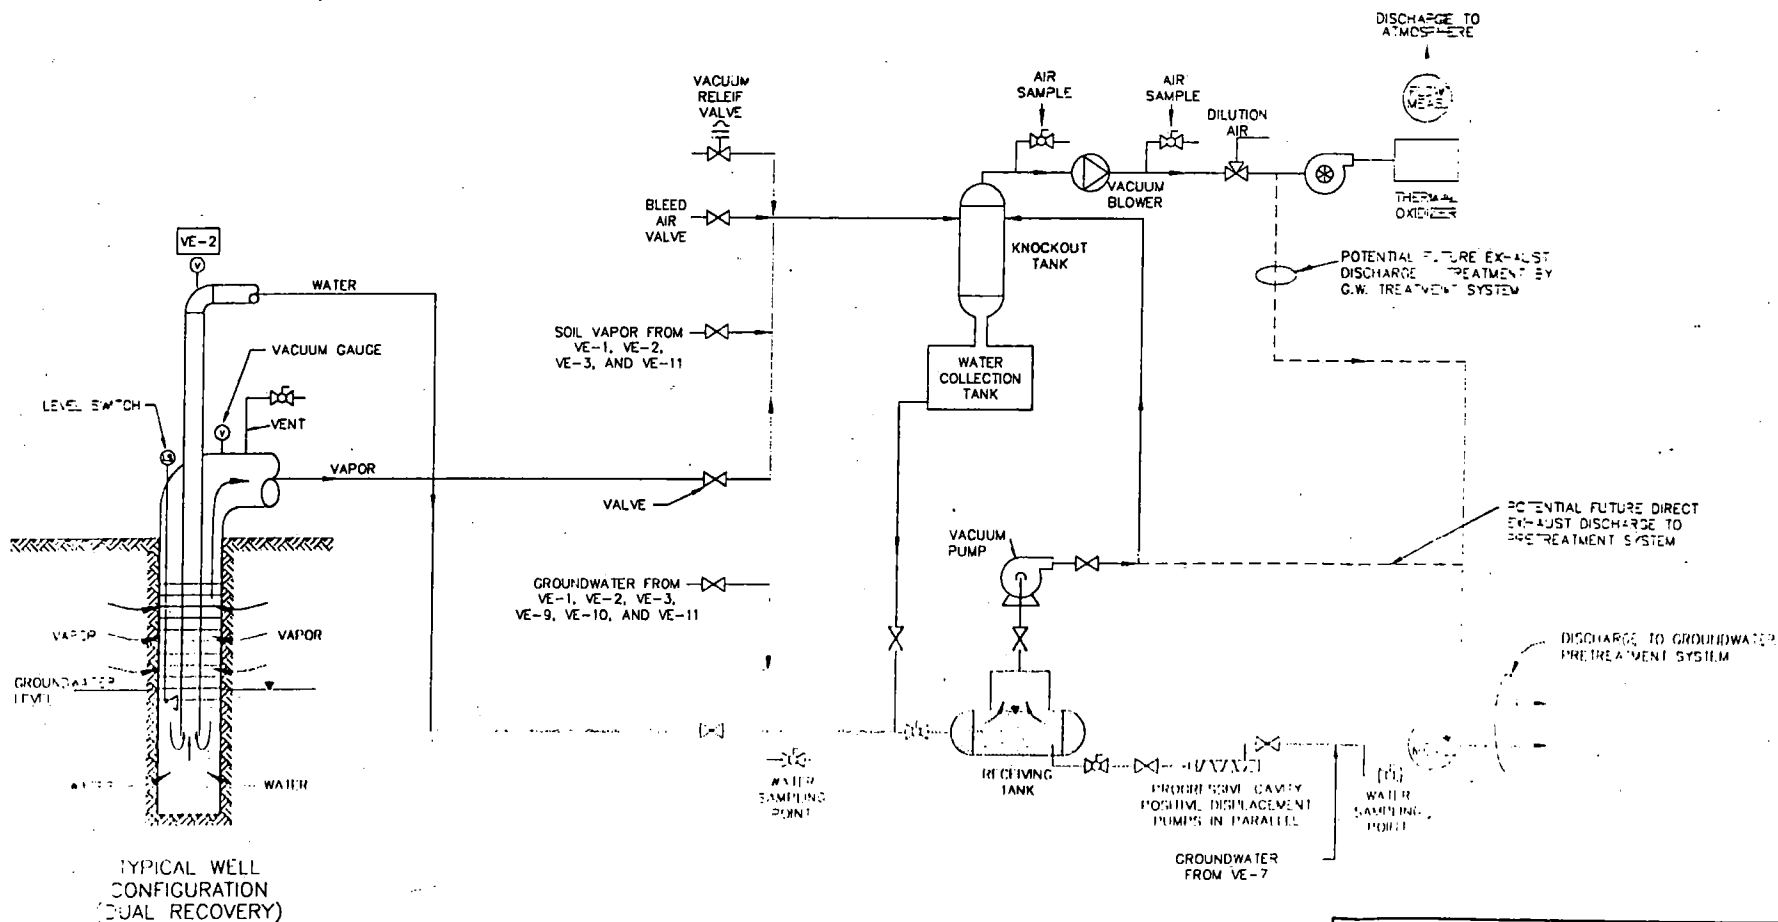 DISCHARGE TO
ATMOSPHERE
FLOW
MEAS.
VACUUM
RELEIF
VALVE
AIR
SAMPLE
AIR
SAMPLE
DILUTION
AIR
VACUUM
BLOWER
THERMAL
OXIDIZER
BLEED
AIR
VALVE
KNOCKOUT
TANK
VE-2
V
WATER
POTENTIAL FUTURE EXHAUST
DISCHARGE TREATMENT BY
G.W. TREATMENT SYSTEM
SOIL VAPOR FROM
VE-1, VE-2,
VE-3, AND VE-11
WATER
COLLECTION
TANK
VACUUM GAUGE
LEVEL SWITCH
V
VENT
LS
VAPOR
VALVE
POTENTIAL FUTURE DIRECT
EXHAUST DISCHARGE TO
PRETREATMENT SYSTEM
VACUUM
PUMP
GROUNDWATER FROM
VE-1, VE-2, VE-3,
VE-9, VE-10, AND VE-11
VAPOR
VAPOR
DISCHARGE TO GROUNDWATER
PRETREATMENT SYSTEM
GROUNDWATER
LEVEL
WATER
WATER
WATER
SAMPLING
POINT
RECEIVING
TANK
PROGRESSIVE CAVITY
POSITIVE DISPLACEMENT
PUMPS IN PARALLEL
WATER
SAMPLING
POINT
GROUNDWATER
FROM VE-7
TYPICAL WELL
CONFIGURATION
(DUAL RECOVERY)